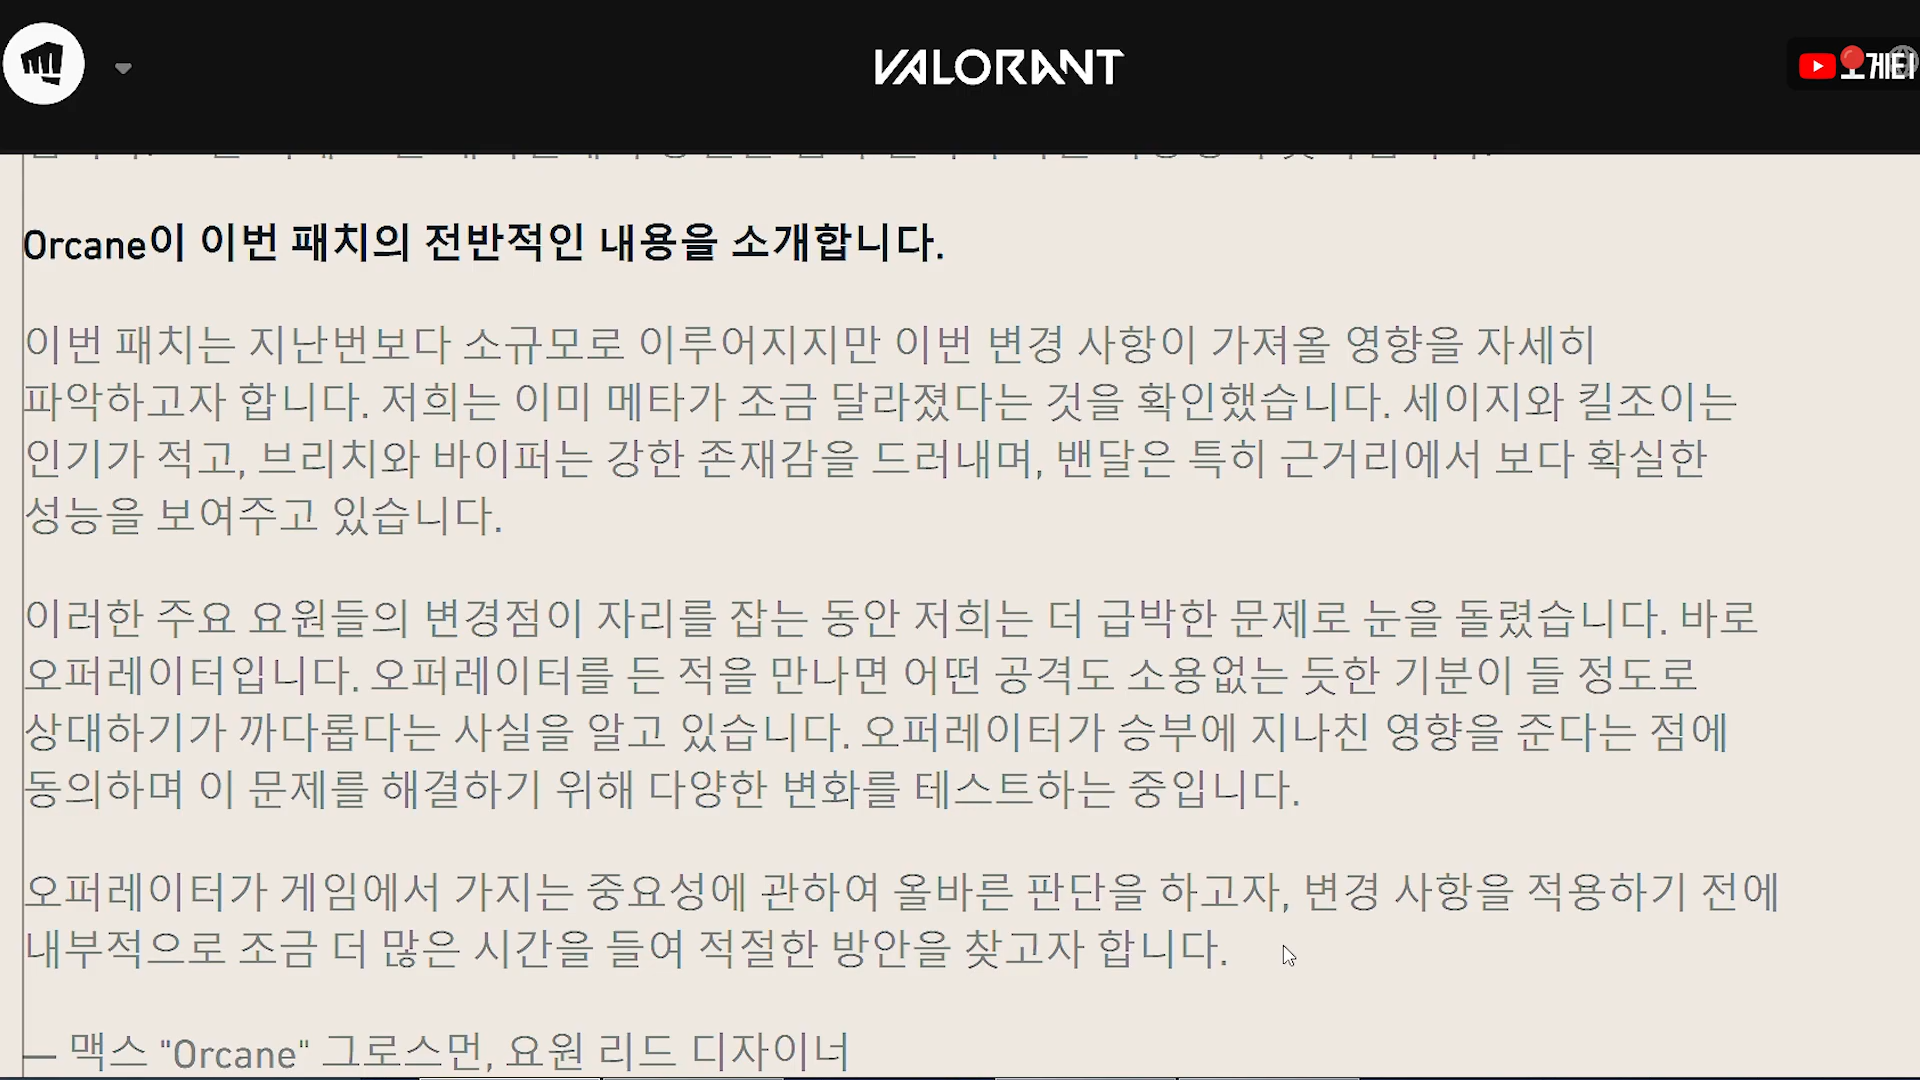 VALORANT
Orcane이 이번 패치의 전반적인 내용을 소개합니다.
이번 패치는 지난번보다 소규모로 이루어지지만 이번 변경 사항이 가져올 영향을 자세히
파악하고자 합니다. 저희는 이미 메타가 조금 달라졌다는 것을 확인했습니다. 세이지와 킬조이는
인기가 적고, 브리치와 바이퍼는 강한 존재감을 드러내며, 밴달은 특히 근거리에서 보다 확실한
성능을 보여주고 있습니다.
이러한 주요 요원들의 변경점이 자리를 잡는 동안 저희는 더 급박한 문제로 눈을 돌렸습니다. 바로
오퍼레이터입니다. 오퍼레이터를 든 적을 만나면 어떤 공격도 소용없는 듯한 기분이 들 정도로
상대하기가 까다롭다는 사실을 알고 있습니다. 오퍼레이터가 승부에 지나친 영향을 준다는 점에
동의하며 이 문제를 해결하기 위해 다양한 변화를 테스트하는 중입니다.
오퍼레이터가 게임에서 가지는 중요성에 관하여 올바른 판단을 하고자, 변경 사항을 적용하기 전에
내부적으로 조금 더 많은 시간을 들여 적절한 방안을 찾고자 합니다.
— 맥스 "Orcane" 그로스먼, 요원 리드 디자이너